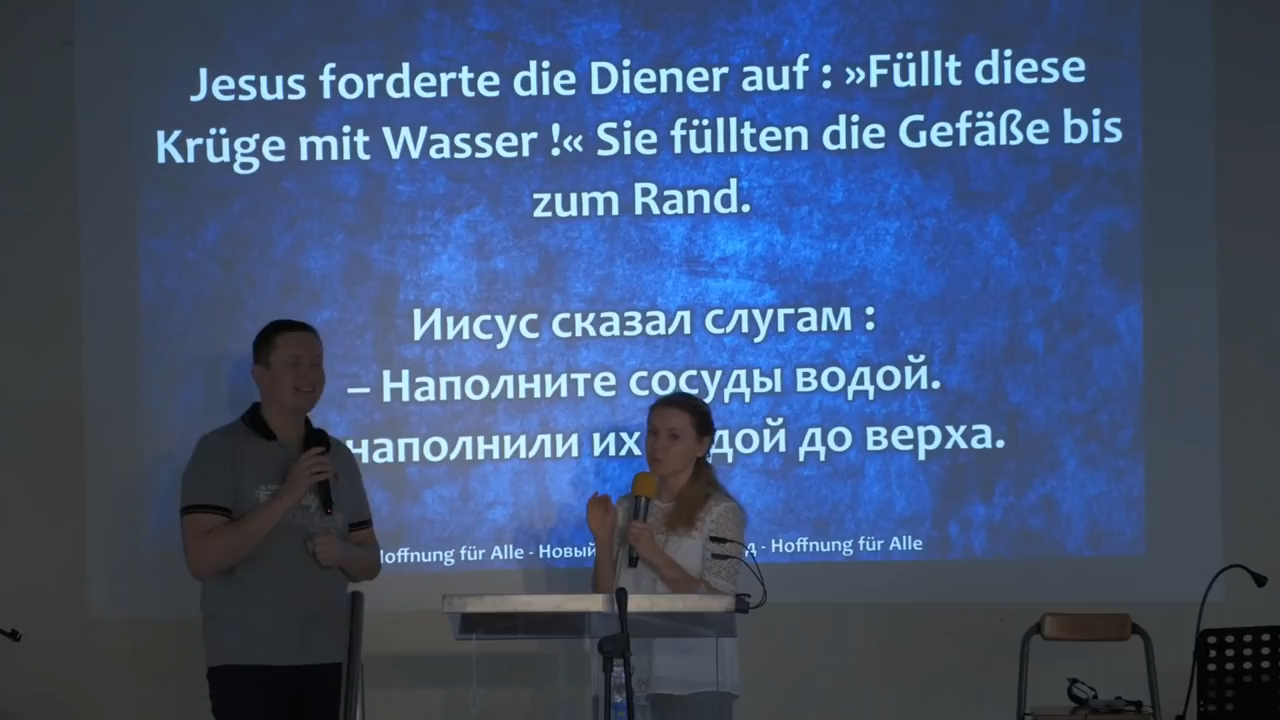 Jesus forderte die Diener auf : »Füllt diese
Krüge mit Wasser !« Sie füllten die Gefäße bis
zum Rand.
Иисус сказал слугам :
– Наполните сосуды водой.
наполнили их до верха.
Hoffnung für Alle - Новый - Hoffnung für Alle